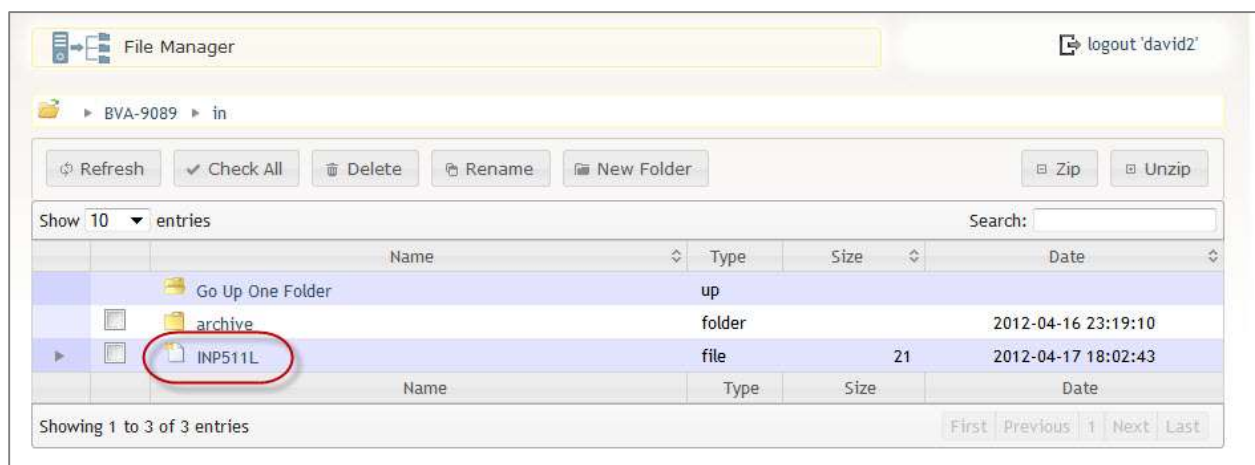 File Manager logout 'david2'
BVA-9089 in
Refresh Check All Delete Rename New Folder Zip Unzip
Show 10 entries Search:
Name Type Size Date
Go Up One Folder up
archive folder 2012-04-16 23:19:10
INP511L file 21 2012-04-17 18:02:43
Name Type Size Date
Showing 1 to 3 of 3 entries First Previous 1 Next Last